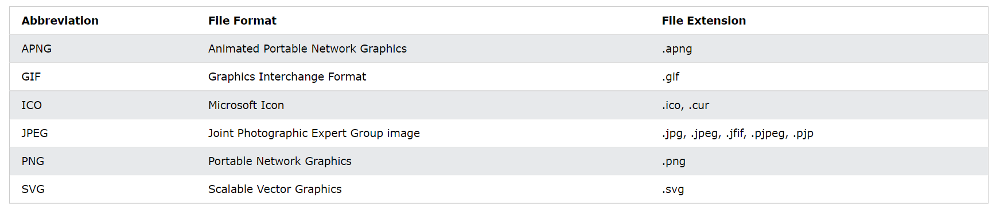 Abbreviation File Format File Extension
APNG Animated Portable Network Graphics .apng
GIF Graphics Interchange Format .gif
ICO Microsoft Icon .ico, .cur
JPEG Joint Photographic Expert Group image .jpg, .jpeg, .jfif, .pjpeg, .pjp
PNG Portable Network Graphics .png
SVG Scalable Vector Graphics .svg